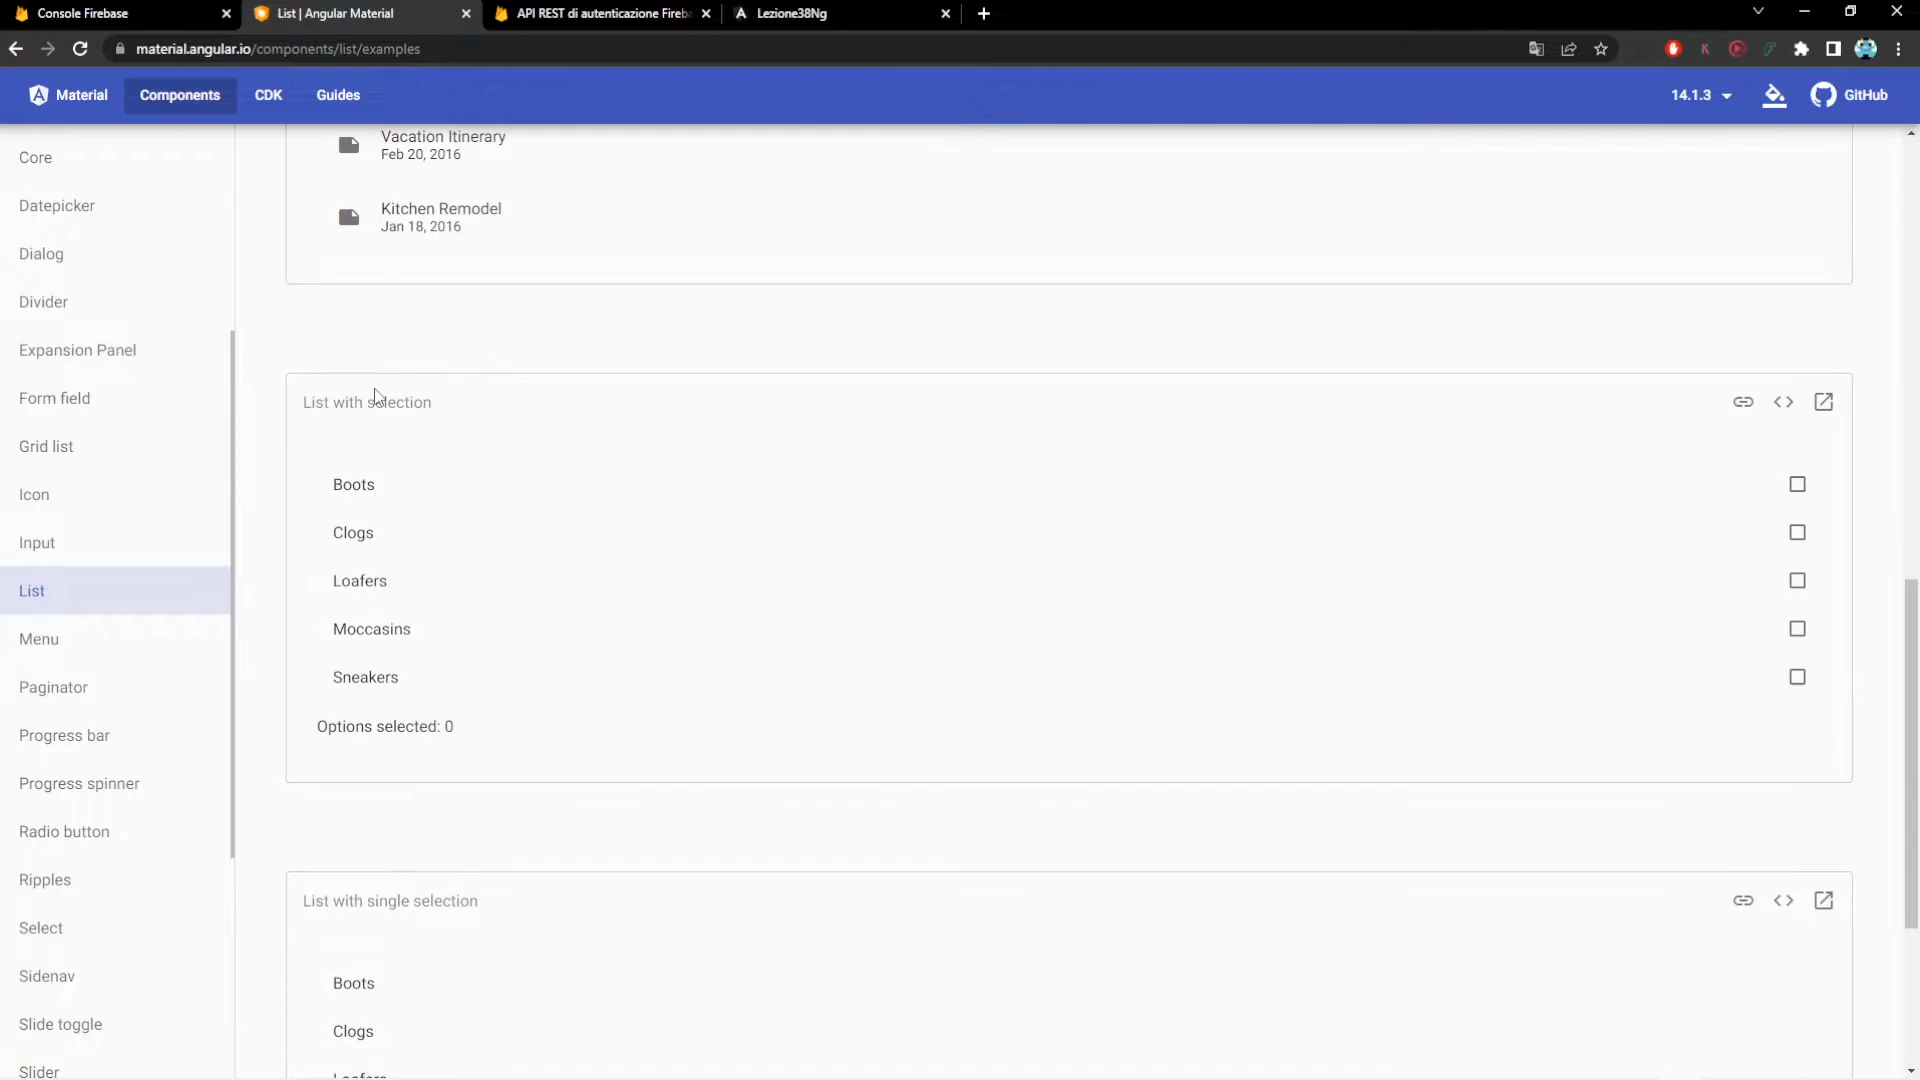 Console Firebase
List | Angular Material
API REST di autenticazione Fireb
Lezione38Ng
material.angular.io/components/list/examples
Material
Components
CDK
Guides
14.1.3
GitHub
Core
Datepicker
Dialog
Divider
Expansion Panel
Form field
Grid list
Icon
Input
List
Menu
Paginator
Progress bar
Progress spinner
Radio button
Ripples
Select
Sidenav
Slide toggle
Slider
Vacation Itinerary
Feb 20, 2016
Kitchen Remodel
Jan 18, 2016
List with selection
Boots
Clogs
Loafers
Moccasins
Sneakers
Options selected: 0
List with single selection
Boots
Clogs
Loafers